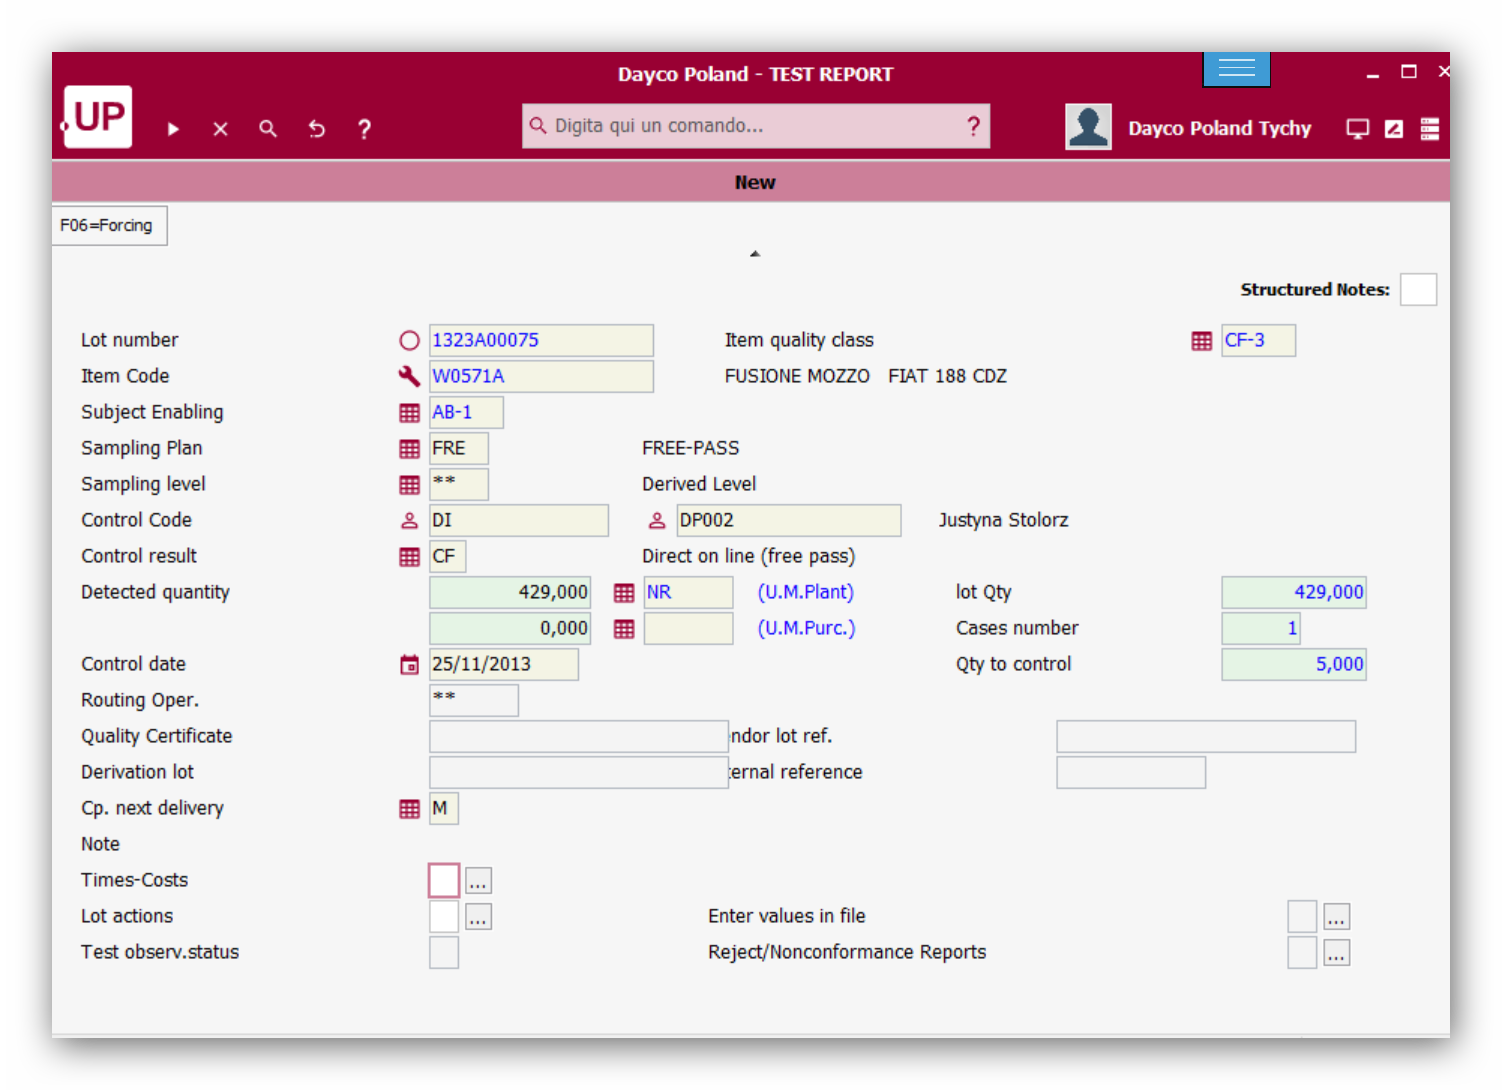 Dayco Poland - TEST REPORT
.UP
?
Digita qui un comando... ?
Dayco Poland Tychy
New
F06=Forcing
Structured Notes:
Lot number 1323A00075 Item quality class CF-3
Item Code W0571A FUSIONE MOZZO FIAT 188 CDZ
Subject Enabling AB-1
Sampling Plan FRE FREE-PASS
Sampling level ** Derived Level
Control Code DI DP002 Justyna Stolorz
Control result CF Direct on line (free pass)
Detected quantity 429,000 NR (U.M.Plant) lot Qty 429,000
0,000 (U.M.Purc.) Cases number 1
Control date 25/11/2013 Qty to control 5,000
Routing Oper. **
Quality Certificate ndor lot ref.
Derivation lot ernal reference
Cp. next delivery M
Note
Times-Costs ...
Lot actions ... Enter values in file ...
Test observ.status Reject/Nonconformance Reports ...